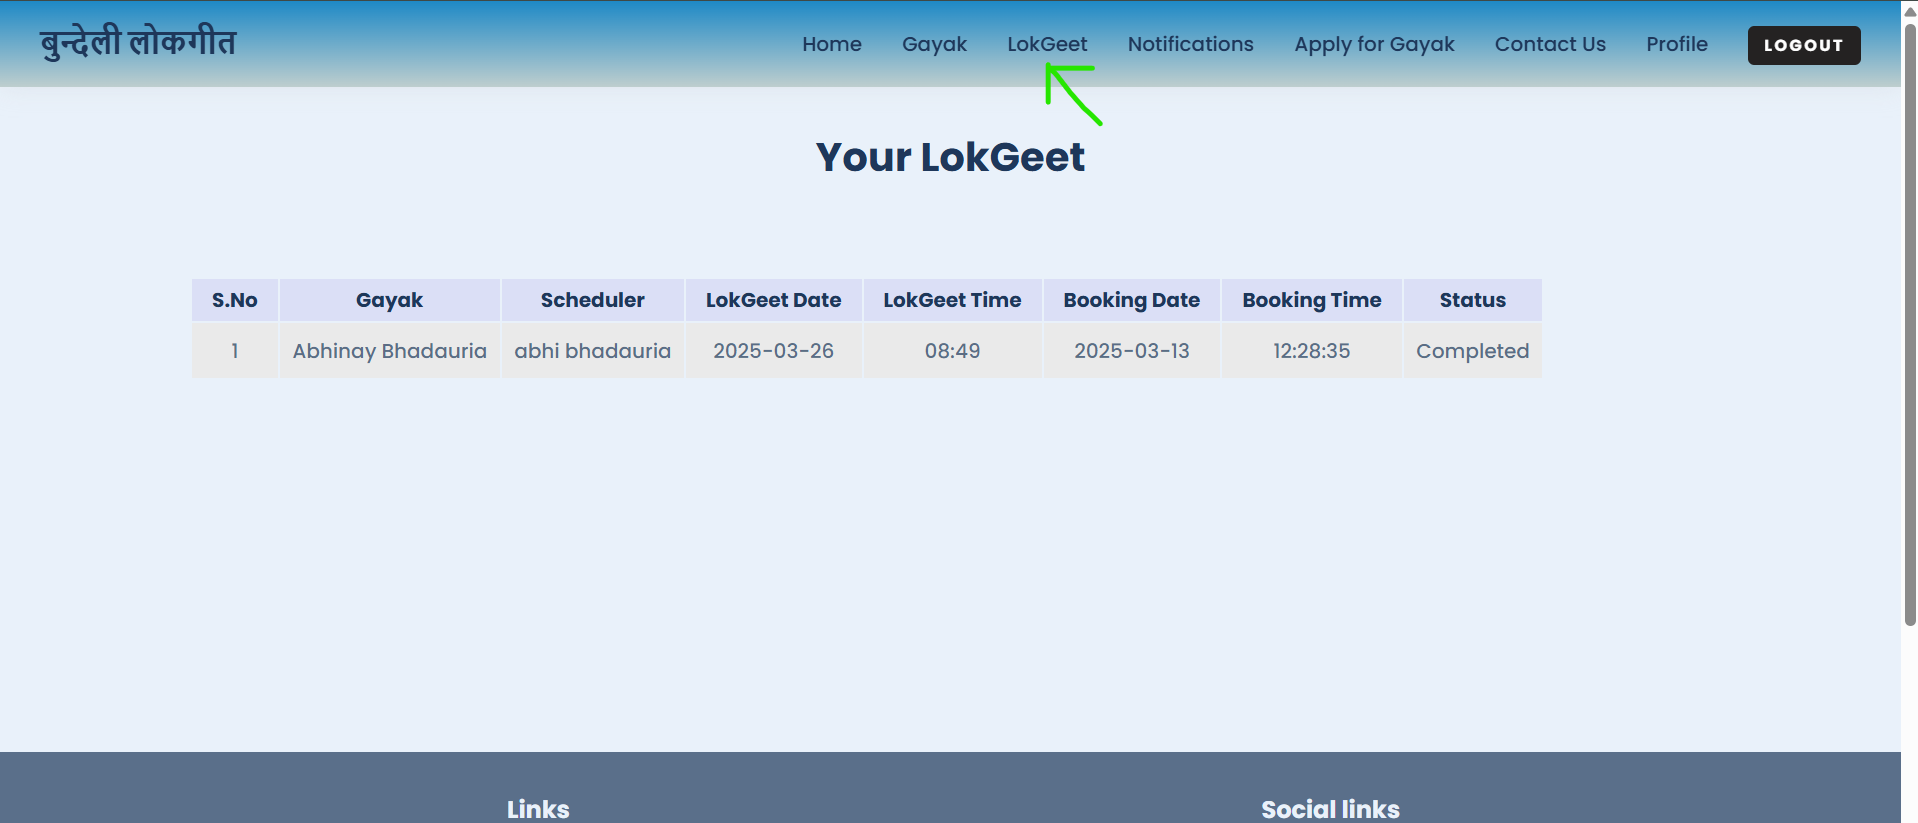 बुन्देली लोकगीत Home Gayak LokGeet Notifications Apply for Gayak Contact Us Profile LOGOUT
Your LokGeet
S.No Gayak Scheduler LokGeet Date LokGeet Time Booking Date Booking Time Status
1 Abhinay Bhadauria abhi bhadauria 2025-03-26 08:49 2025-03-13 12:28:35 Completed
Links Social links